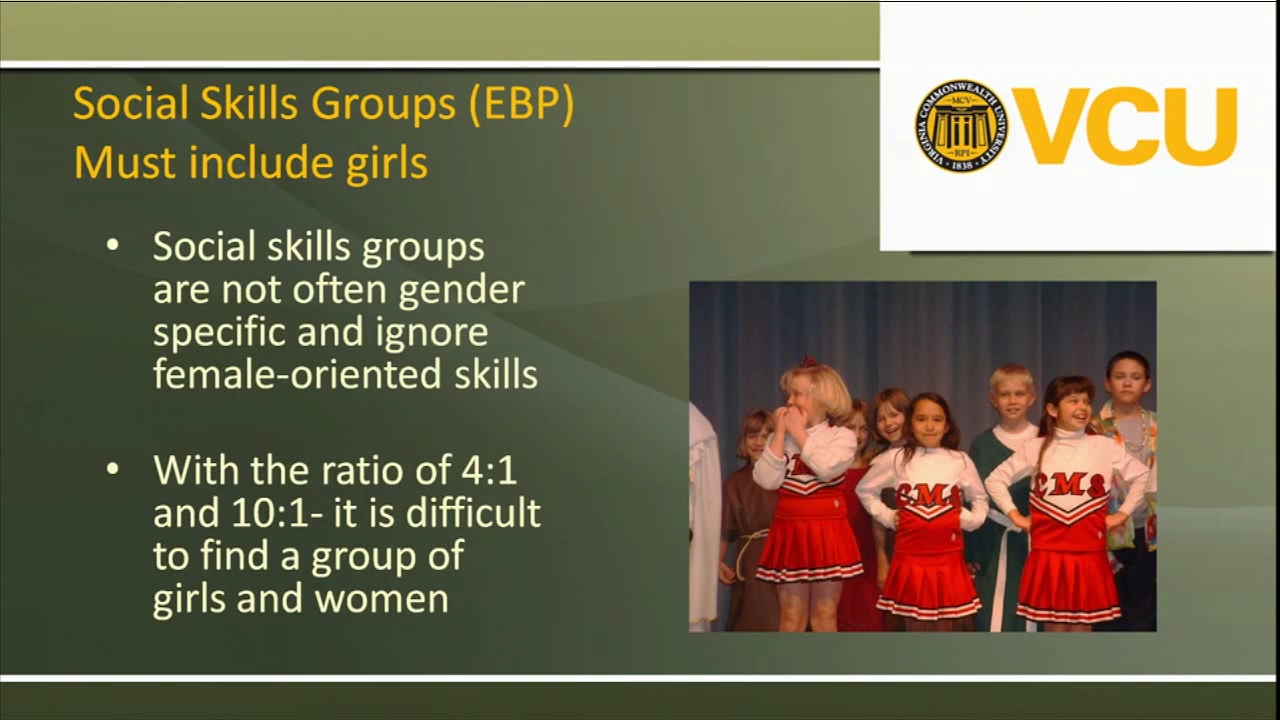 Social Skills Groups (EBP)
Must include girls
VIRGINIA COMMONWEALTH UNIVERSITY
MCV
RPI
· 1838 ·
VCU
• Social skills groups
are not often gender
specific and ignore
female-oriented skills
• With the ratio of 4:1
and 10:1- it is difficult
to find a group of
girls and women
CMS
CMS